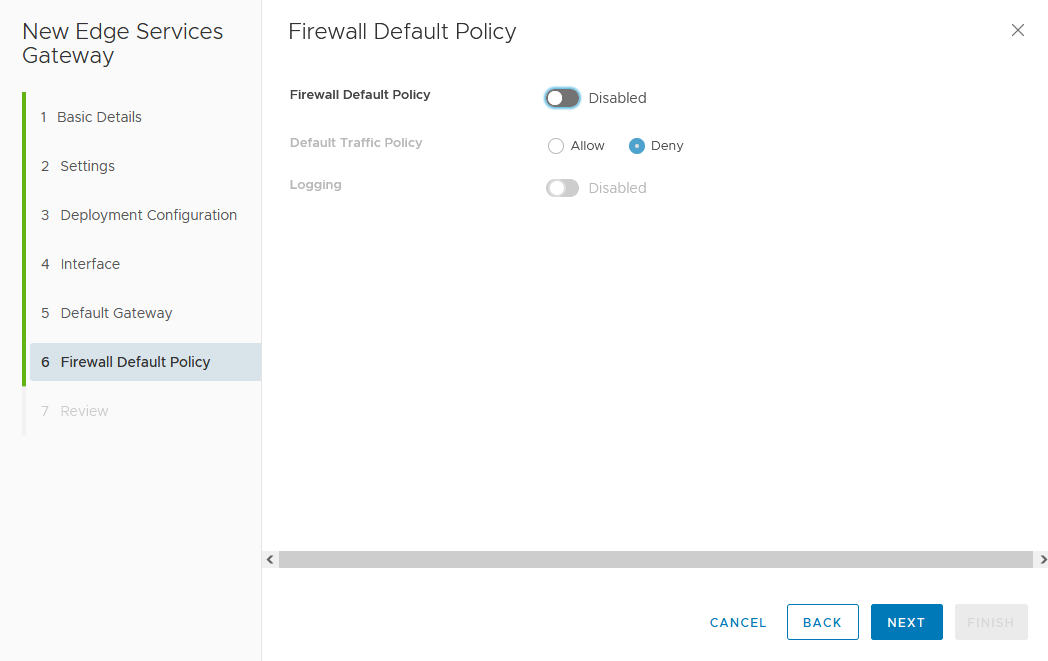 New Edge Services
Gateway
1 Basic Details
2 Settings
3 Deployment Configuration
4 Interface
5 Default Gateway
6 Firewall Default Policy
7 Review
Firewall Default Policy
Firewall Default Policy Disabled
Default Traffic Policy Allow Deny
Logging Disabled
CANCEL BACK NEXT FINISH